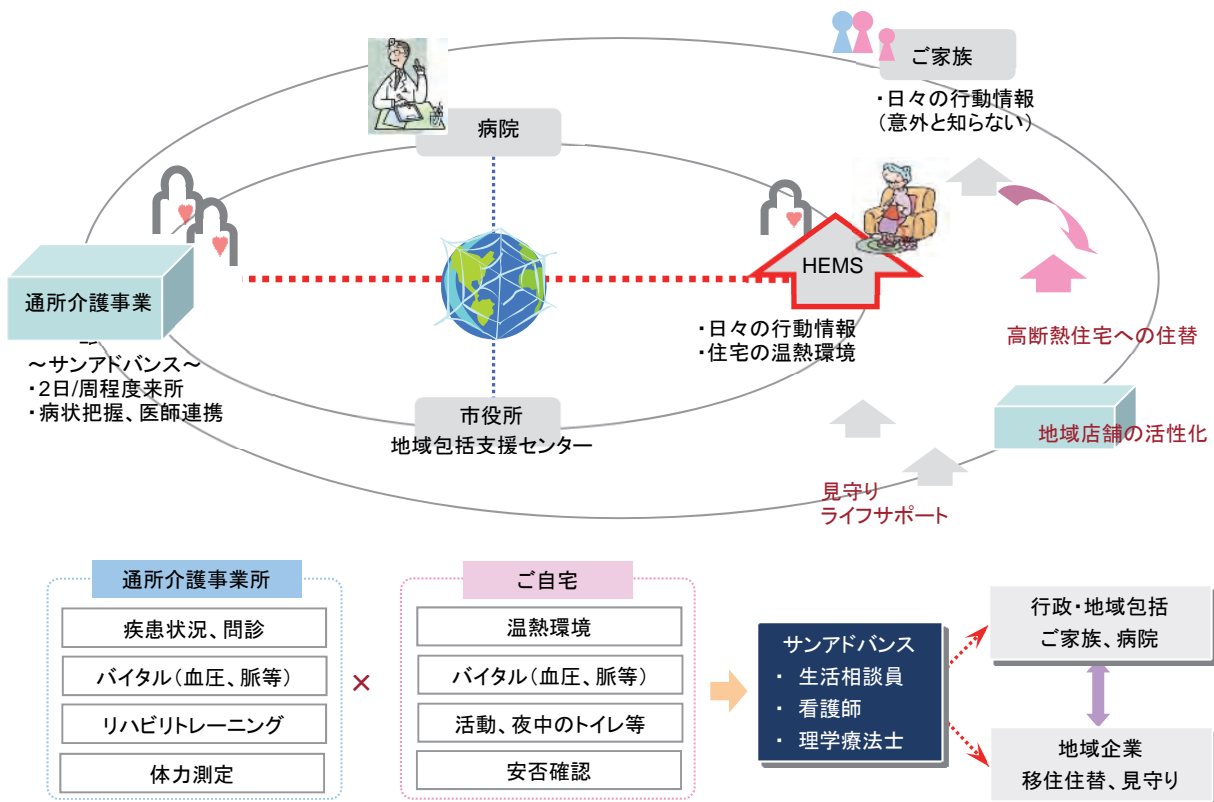 ご家族
・日々の行動情報
（意外と知らない）
病院
HEMS
通所介護事業
～サンアドバンス～
・2日/周程度来所
・病状把握、医師連携
・日々の行動情報
・住宅の温熱環境
高断熱住宅への住替
市役所
地域包括支援センター
地域店舗の活性化
見守り
ライフサポート
通所介護事業所
疾患状況、問診
バイタル（血圧、脈等）
リハビリトレーニング
体力測定
×
ご自宅
温熱環境
バイタル（血圧、脈等）
活動、夜中のトイレ等
安否確認
サンアドバンス
・ 生活相談員
・ 看護師
・ 理学療法士
行政・地域包括
ご家族、病院
地域企業
移住住替、見守り